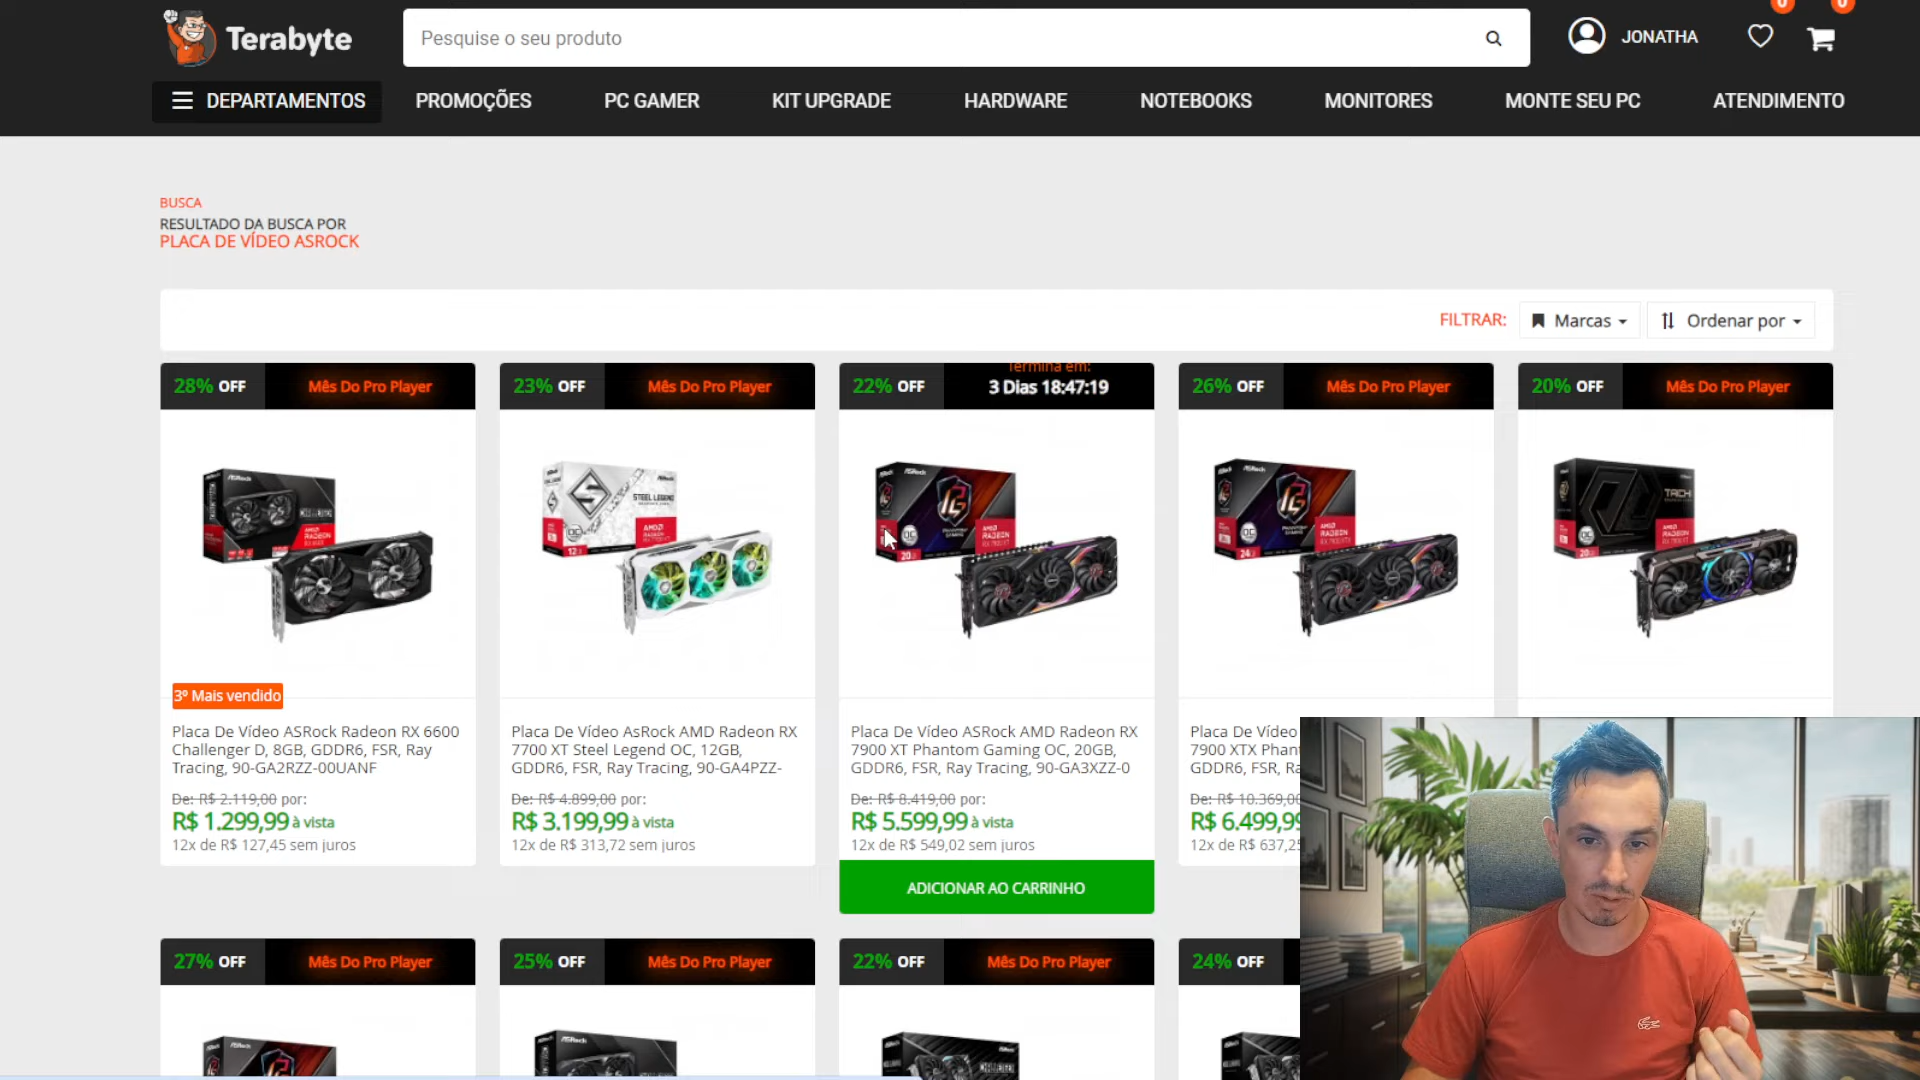 0 0
Terabyte
Pesquise o seu produto
JONATHA
DEPARTAMENTOS
PROMOÇÕES
PC GAMER
KIT UPGRADE
HARDWARE
NOTEBOOKS
MONITORES
MONTE SEU PC
ATENDIMENTO
BUSCA
RESULTADO DA BUSCA POR
PLACA DE VÍDEO ASROCK
FILTRAR:
Marcas
Ordenar por
28% OFF
Mês Do Pro Player
23% OFF
Mês Do Pro Player
22% OFF
Termina em:
3 Dias 18:47:19
26% OFF
Mês Do Pro Player
20% OFF
Mês Do Pro Player
STEEL LEGEND
TAICHI
3º Mais vendido
Placa De Vídeo ASRock Radeon RX 6600
Challenger D, 8GB, GDDR6, FSR, Ray
Tracing, 90-GA2RZZ-00UANF
De: R$ 2.119,00 por:
R$ 1.299,99 à vista
12x de R$ 127,45 sem juros
Placa De Vídeo AsRock AMD Radeon RX
7700 XT Steel Legend OC, 12GB,
GDDR6, FSR, Ray Tracing, 90-GA4PZZ-
De: R$ 4.899,00 por:
R$ 3.199,99 à vista
12x de R$ 313,72 sem juros
Placa De Vídeo ASRock AMD Radeon RX
7900 XT Phantom Gaming OC, 20GB,
GDDR6, FSR, Ray Tracing, 90-GA3XZZ-0
De: R$ 8.419,00 por:
R$ 5.599,99 à vista
12x de R$ 549,02 sem juros
ADICIONAR AO CARRINHO
Placa De Vídeo
7900 XTX Phant
GDDR6, FSR, Ra
De: R$ 10.369,00
R$ 6.499,99
12x de R$ 637,25
27% OFF
Mês Do Pro Player
25% OFF
Mês Do Pro Player
22% OFF
Mês Do Pro Player
24% OFF